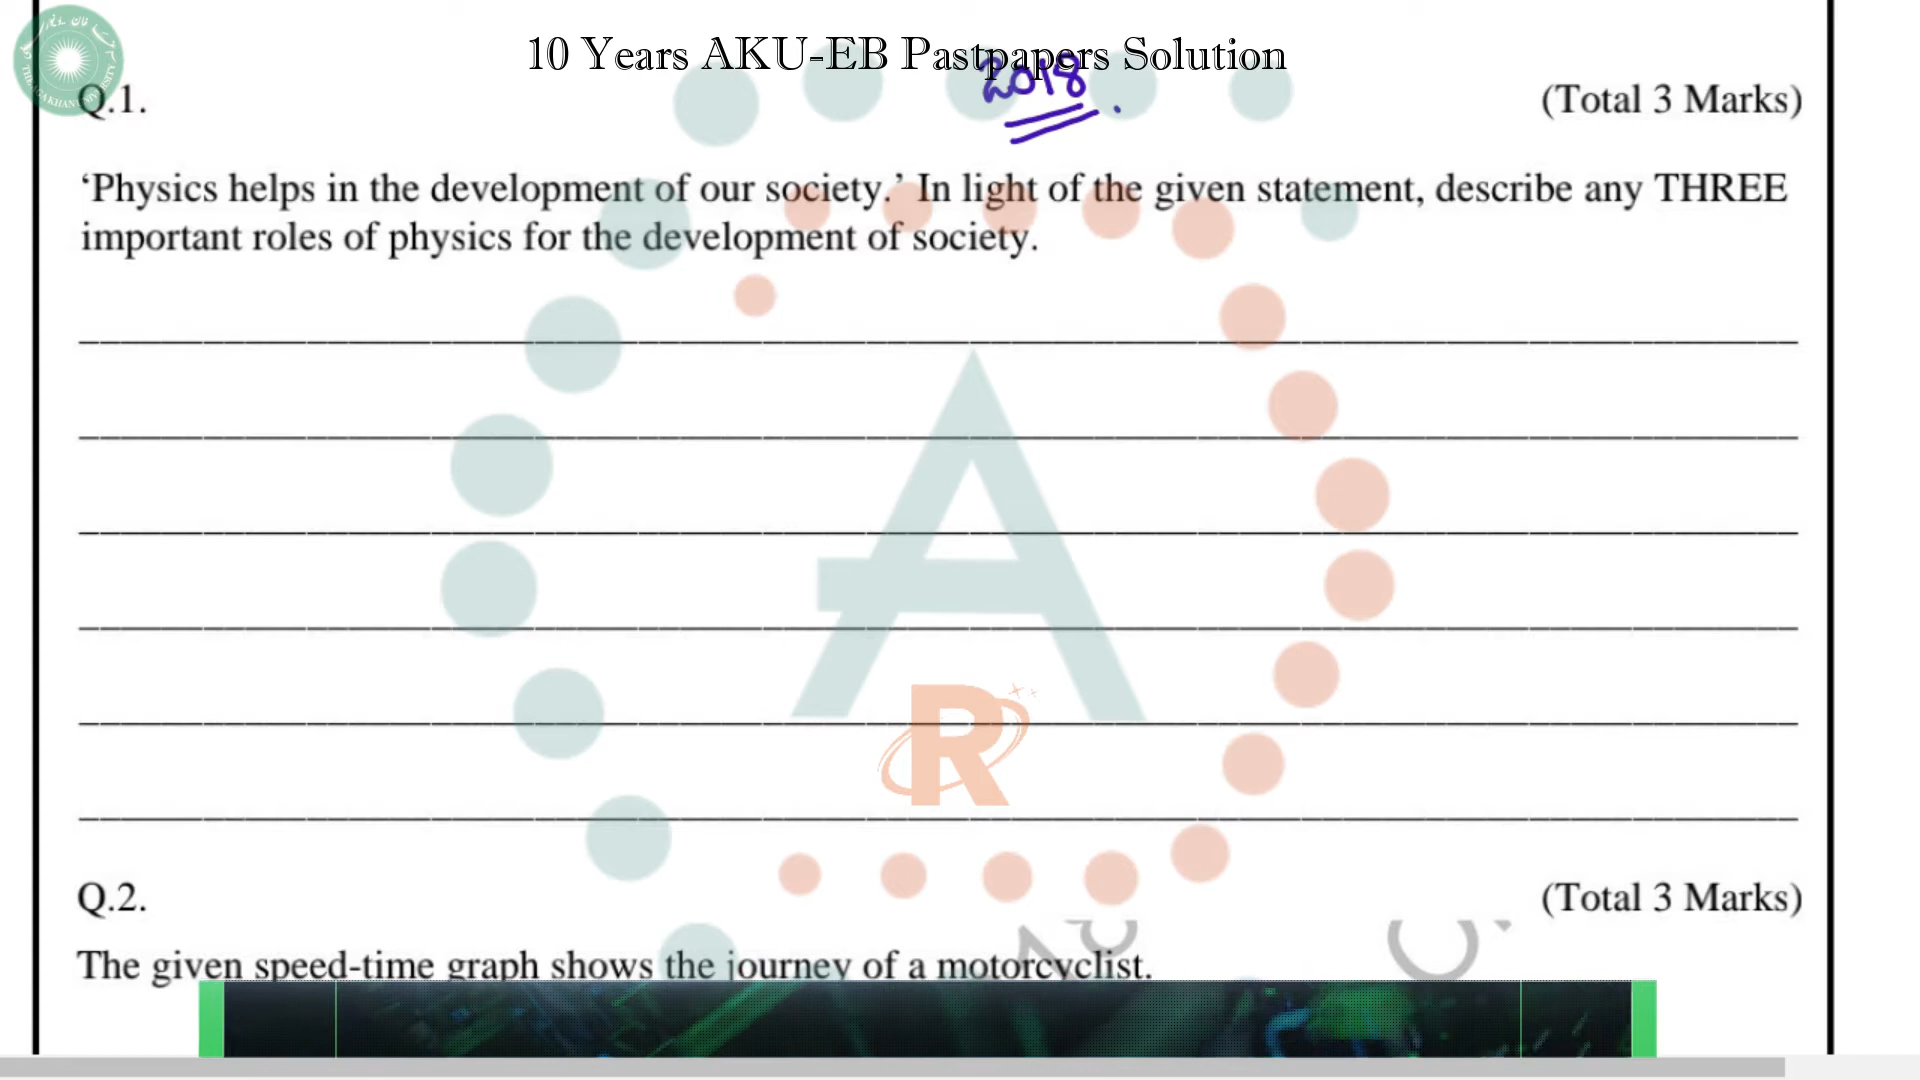 10 Years AKU-EB Pastpapers Solution
2018
Q.1.
(Total 3 Marks)
‘Physics helps in the development of our society.’ In light of the given statement, describe any THREE
important roles of physics for the development of society.
A
R
Q.2.
(Total 3 Marks)
The given speed-time graph shows the journey of a motorcyclist.